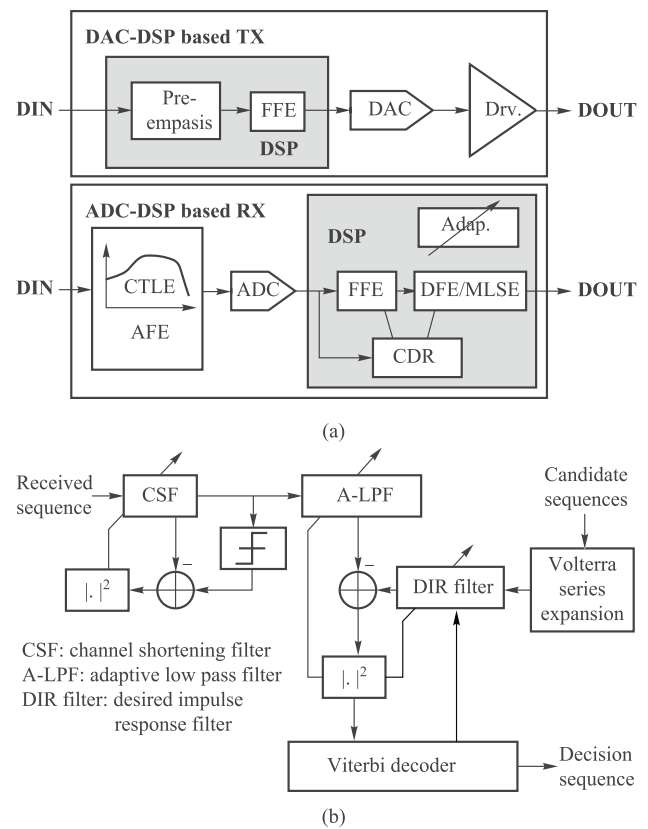 DAC-DSP based TX
DIN
Pre-
empasis
FFE
DSP
DAC
Drv.
DOUT
ADC-DSP based RX
DIN
CTLE
AFE
ADC
DSP
Adap.
FFE
DFE/MLSE
CDR
DOUT
(a)
Received
sequence
CSF
A-LPF
Candidate
sequences
|. |²
−
−
DIR filter
Volterra
series
expansion
CSF: channel shortening filter
A-LPF: adaptive low pass filter
DIR filter: desired impulse
response filter
|. |²
Viterbi decoder
Decision
sequence
(b)